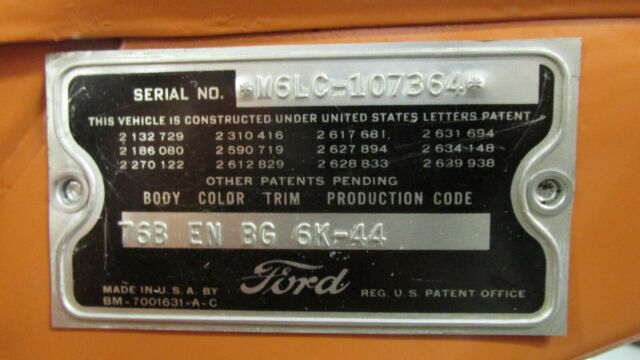 SERIAL NO. *M6LC-107364*
THIS VEHICLE IS CONSTRUCTED UNDER UNITED STATES LETTERS PATENT
2 132 729 2 310 416 2 617 681, 2 631 694
2 186 080 2 590 719 2 627 894 2 634 148
2 270 122 2 612 829 2 628 833 2 639 938
OTHER PATENTS PENDING
BODY COLOR TRIM PRODUCTION CODE
76B EN BG 6K-44
MADE IN U.S.A. BY Ford REG. U.S. PATENT OFFICE
BM-7001631-A-C